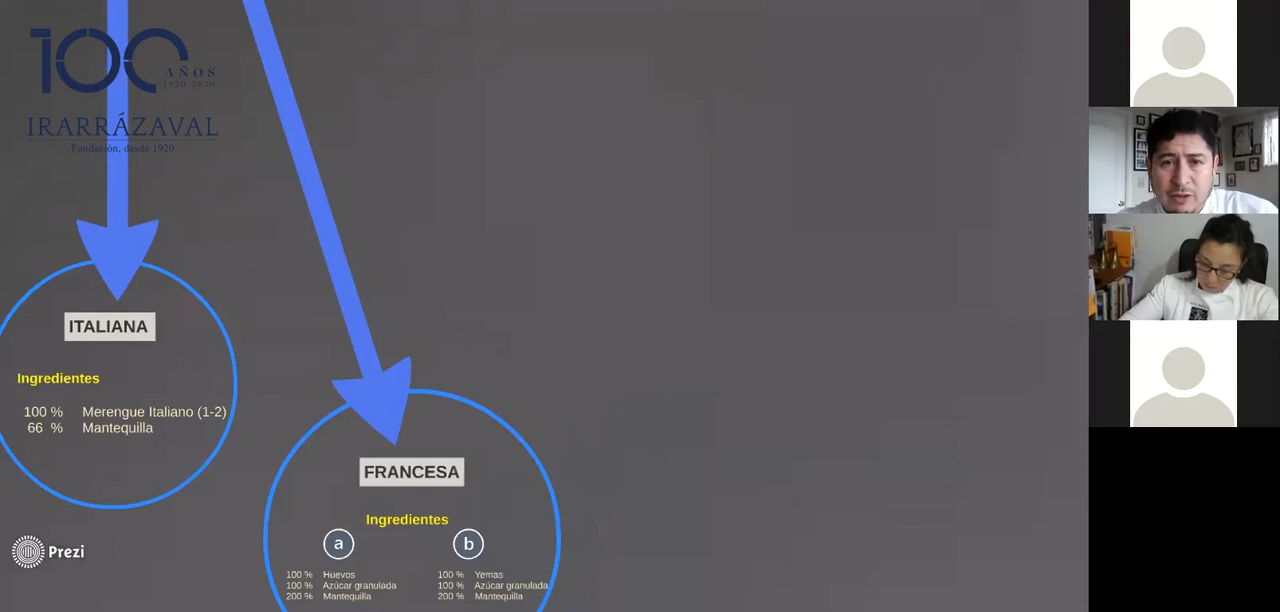 100
AÑOS
1920-2020
IRARRÁZAVAL
Fundación, desde 1920
ITALIANA
Ingredientes
100 % Merengue Italiano (1-2)
66 % Mantequilla
FRANCESA
Ingredientes
a b
100 % Huevos 100 % Yemas
100 % Azúcar granulada 100 % Azúcar granulada
200 % Mantequilla 200 % Mantequilla
Prezi